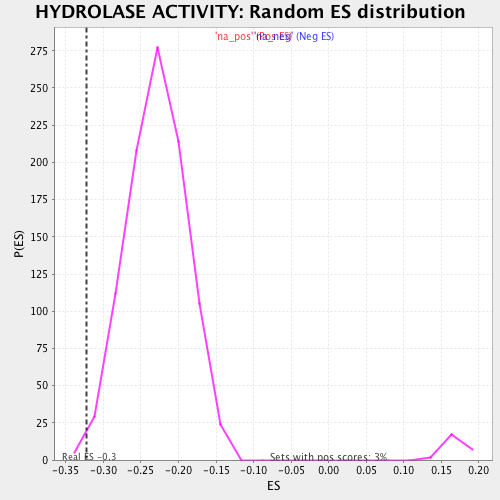 HYDROLASE ACTIVITY: Random ES distribution
'na_pos' (Pos ES) 'na_neg' (Neg ES)
P(ES)
275
250
225
200
175
150
125
100
75
50
25
0
Real ES -0.3
Sets with pos scores: 3%
-0.35 -0.30 -0.25 -0.20 -0.15 -0.10 -0.05 0.00 0.05 0.10 0.15 0.20
ES